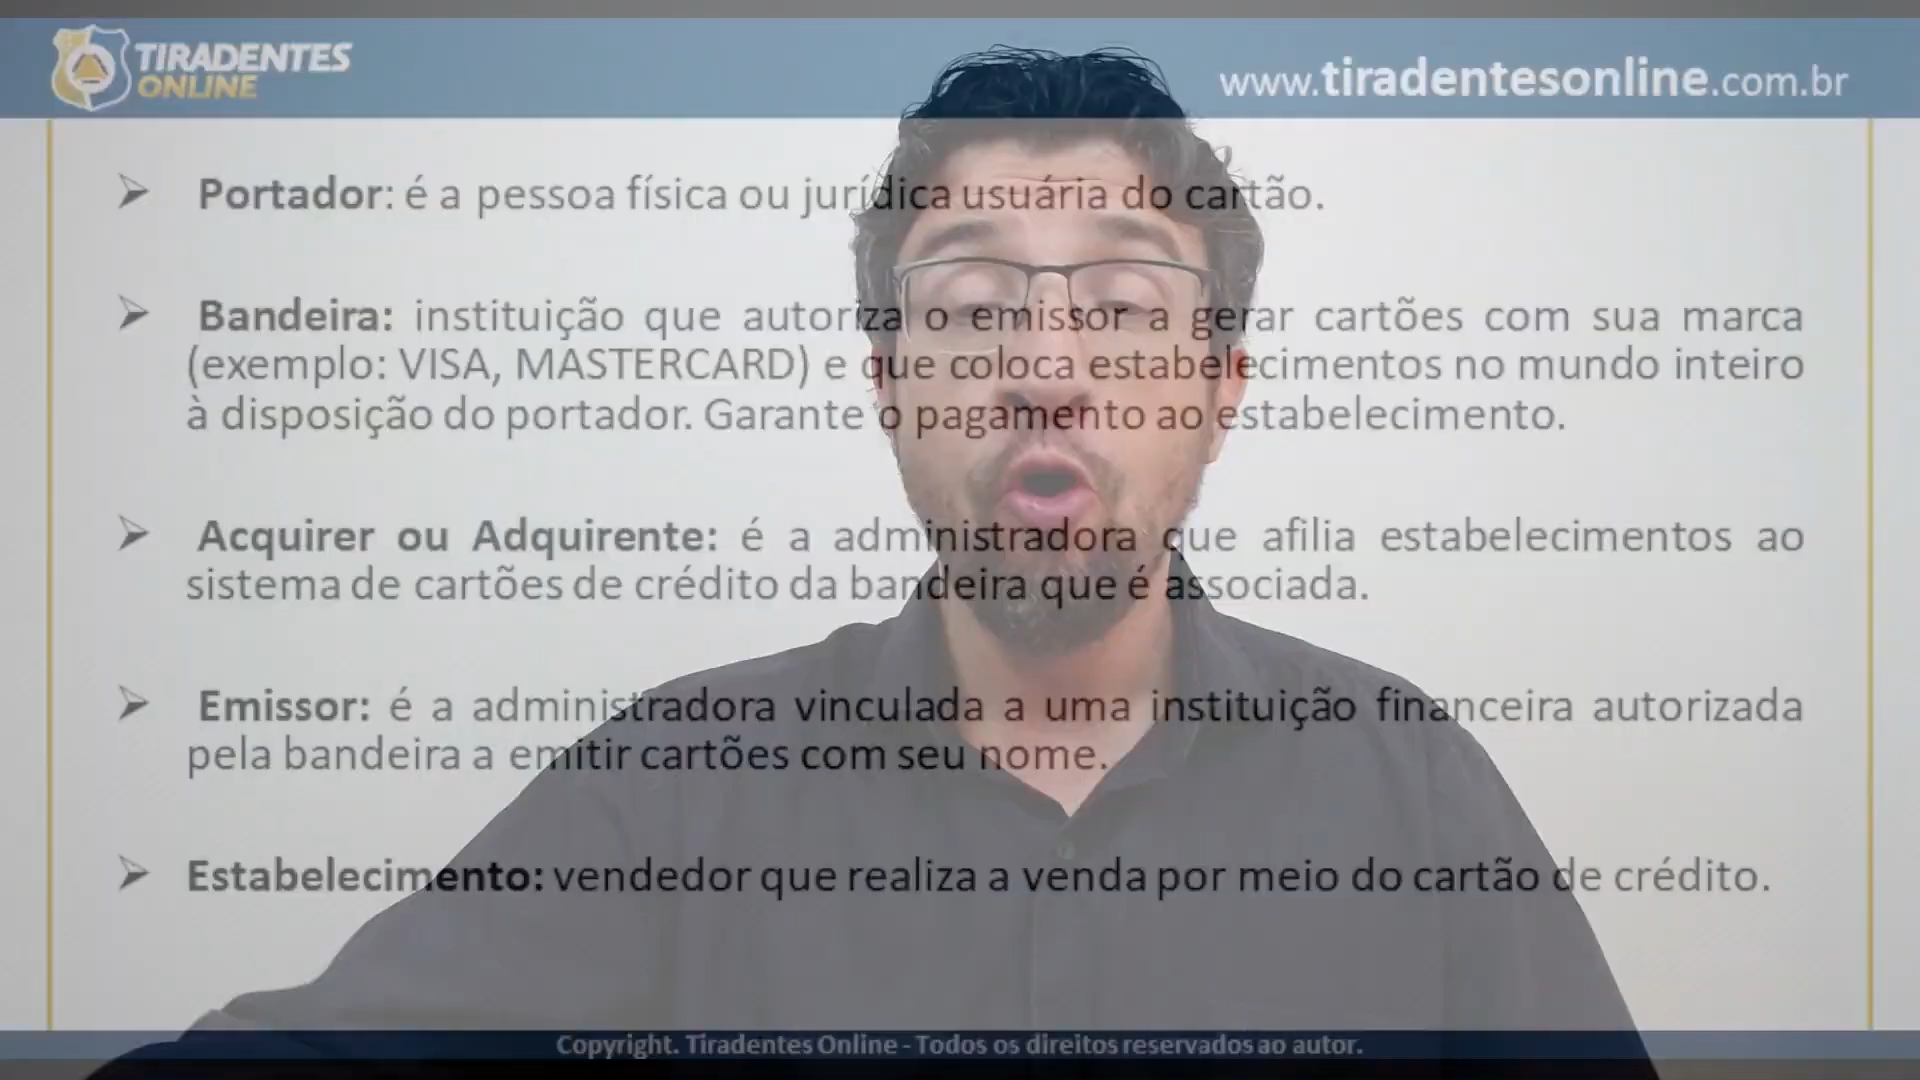 TIRADENTES
ONLINE
www.tiradentesonline.com.br
➢ Portador: é a pessoa física ou jurídica usuária do cartão.
➢ Bandeira: instituição que autoriza o emissor a gerar cartões com sua marca
(exemplo: VISA, MASTERCARD) e que coloca estabelecimentos no mundo inteiro
à disposição do portador. Garante o pagamento ao estabelecimento.
➢ Acquirer ou Adquirente: é a administradora que afilia estabelecimentos ao
sistema de cartões de crédito da bandeira que é associada.
➢ Emissor: é a administradora vinculada a uma instituição financeira autorizada
pela bandeira a emitir cartões com seu nome.
➢ Estabelecimento: vendedor que realiza a venda por meio do cartão de crédito.
Copyright. Tiradentes Online - Todos os direitos reservados ao autor.